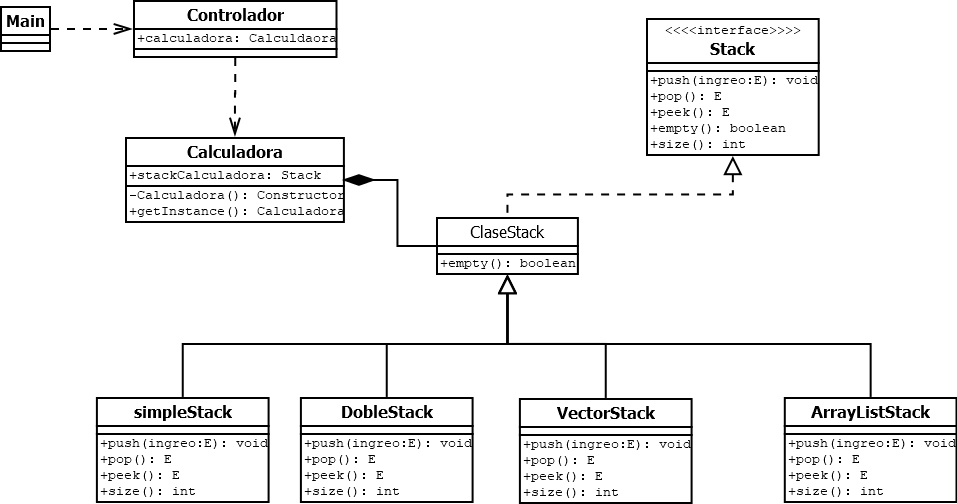 Main
Controlador
+calculadora: Calculdaora
<<<<interface>>>>
Stack
+push(ingreo:E): void
+pop(): E
+peek(): E
+empty(): boolean
+size(): int
Calculadora
+stackCalculadora: Stack
-Calculadora(): Constructor
+getInstance(): Calculadora
ClaseStack
+empty(): boolean
simpleStack
+push(ingreo:E): void
+pop(): E
+peek(): E
+size(): int
DobleStack
+push(ingreo:E): void
+pop(): E
+peek(): E
+size(): int
VectorStack
+push(ingreo:E): void
+pop(): E
+peek(): E
+size(): int
ArrayListStack
+push(ingreo:E): void
+pop(): E
+peek(): E
+size(): int